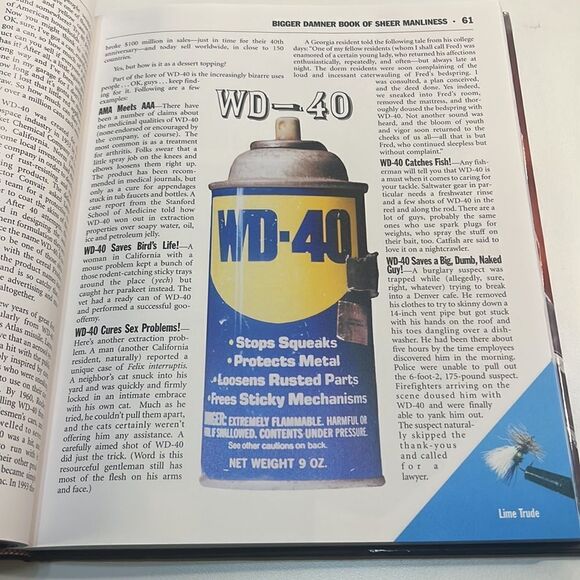 BIGGER DAMNER BOOK OF SHEER MANLINESS • 61
broke $100 million in sales—just in time for their 40th
anniversary—and today sell worldwide, in close to 150
countries.
Yes, but how is it as a dessert topping!
Part of the lore of WD-40 is the increasingly bizarre uses
people . . . OK, guys . . . keep find-
ing for it. Following are a few
examples:
AMA Meets AAA—There have
been a number of claims about
the medicinal qualities of WD-40
(none endorsed or encouraged by
the company, of course). The
most common is as a treatment
for arthritis. Folks swear that a
little spray job on the knees and
elbows loosens them right up.
The product has been recom-
mended in medical journals, but
only as a cure for appendages
stuck in tub faucets and bottles. A
case report from the Stanford
School of Medicine told how
WD-40 won out in extraction
properties over soapy water, oil,
ice and petroleum jelly.
WD-40 Saves Bird's Life!—A
woman in California with a
mouse problem kept a bunch of
those rodent-catching sticky trays
around the place (yech) but
caught her parakeet instead. The
vet had a ready can of WD-40
and performed a successful goo-
offemy.
WD-40 Cures Sex Problems!—
Here's another extraction prob-
lem. A man (another California
resident, naturally) reported a
unique case of Felix interruptis.
A neighbor's cat snuck into his
yard and was quickly and firmly
locked in an intimate embrace
with his own cat. Much as he
tried, he couldn't pull them apart,
and the cats certainly weren't
offering him any assistance. A
carefully aimed shot of WD-40
did just the trick. (Word is this
resourceful gentleman still has
most of the flesh on his arms
and face.)
WD-40
WD-40
•Stops Squeaks
•Protects Metal
•Loosens Rusted Parts
•Frees Sticky Mechanisms
EXTREMELY FLAMMABLE. HARMFUL OR
SWALLOWED. CONTENTS UNDER PRESSURE.
See other cautions on back.
NET WEIGHT 9 OZ.
A Georgia resident told the following tale from his college
days: "One of my fellow residents (whom I shall call Fred) was
enamored of his young coed, and would share his affections
enthusiastically, repeatedly, and often—but always late at
night. The dorm residents were soon complaining of the
loud and incessant caterwauling of Fred's bedspring. I
was consulted, a plan conceived,
and the deed done. Yes indeed,
we sneaked into Fred's room,
removed the mattress, and thor-
oughly doused the bedspring with
WD-40. Not another sound was
heard, and the bloom of youth
and vigor soon returned to the
cheeks of us all—all that is but
Fred, who continued sleepless but
without complaint."
WD-40 Catches Fish!—Any fish-
erman will tell you that WD-40 is
a must when it comes to caring for
your tackle. Saltwater gear in par-
ticular needs a freshwater rinse
and a few shots of WD-40 in the
reel and along the rod. There are a
lot of guys, probably the same
ones who use spark plugs for
weights, who spray the stuff on
their bait, too. Catfish are said to
love it on a nightcrawler.
WD-40 Saves a Big, Dumb, Naked
Guy!—A burglary suspect was
trapped while (allegedly, sure,
right, whatever) trying to break
into a Denver cafe. He removed
his clothes to try to skinny down a
14-inch vent pipe but got stuck
with his hands on the roof and
his toes dangling over a dish-
washer. He had been there about
five hours by the time employees
discovered him in the morning.
Police were unable to pull out
the 6-foot-2, 175-pound suspect.
Firefighters arriving on the
scene doused him with
WD-40 and were finally
able to yank him out.
The suspect natural-
ly skipped the
thank-yous
and called
for a
lawyer.
Lime Trude